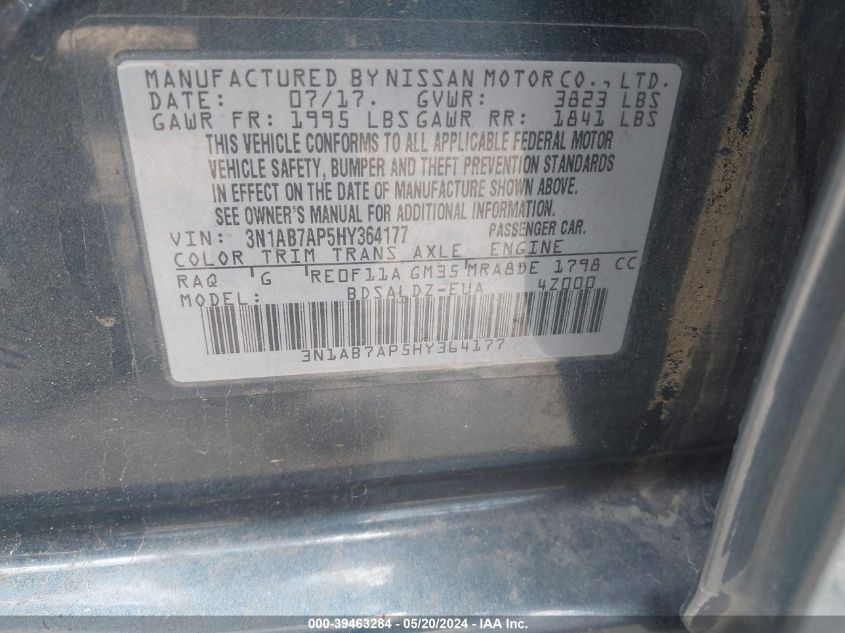 MANUFACTURED BY NISSAN MOTOR CO., LTD.
DATE: 07/17. GVWR: 3823 LBS
GAWR FR: 1995 LBS GAWR RR: 1841 LBS
THIS VEHICLE CONFORMS TO ALL APPLICABLE FEDERAL MOTOR
VEHICLE SAFETY, BUMPER AND THEFT PREVENTION STANDARDS
IN EFFECT ON THE DATE OF MANUFACTURE SHOWN ABOVE.
SEE OWNER'S MANUAL FOR ADDITIONAL INFORMATION.
VIN: 3N1AB7AP5HY364177 PASSENGER CAR.
COLOR TRIM TRANS AXLE ENGINE
RAQ G RE0F11A GM35 MRA8DE 1798 CC
MODEL: BDSALDZ-EUA 4Z000
3N1AB7AP5HY364177
000-39463284 - 05/20/2024 - IAA